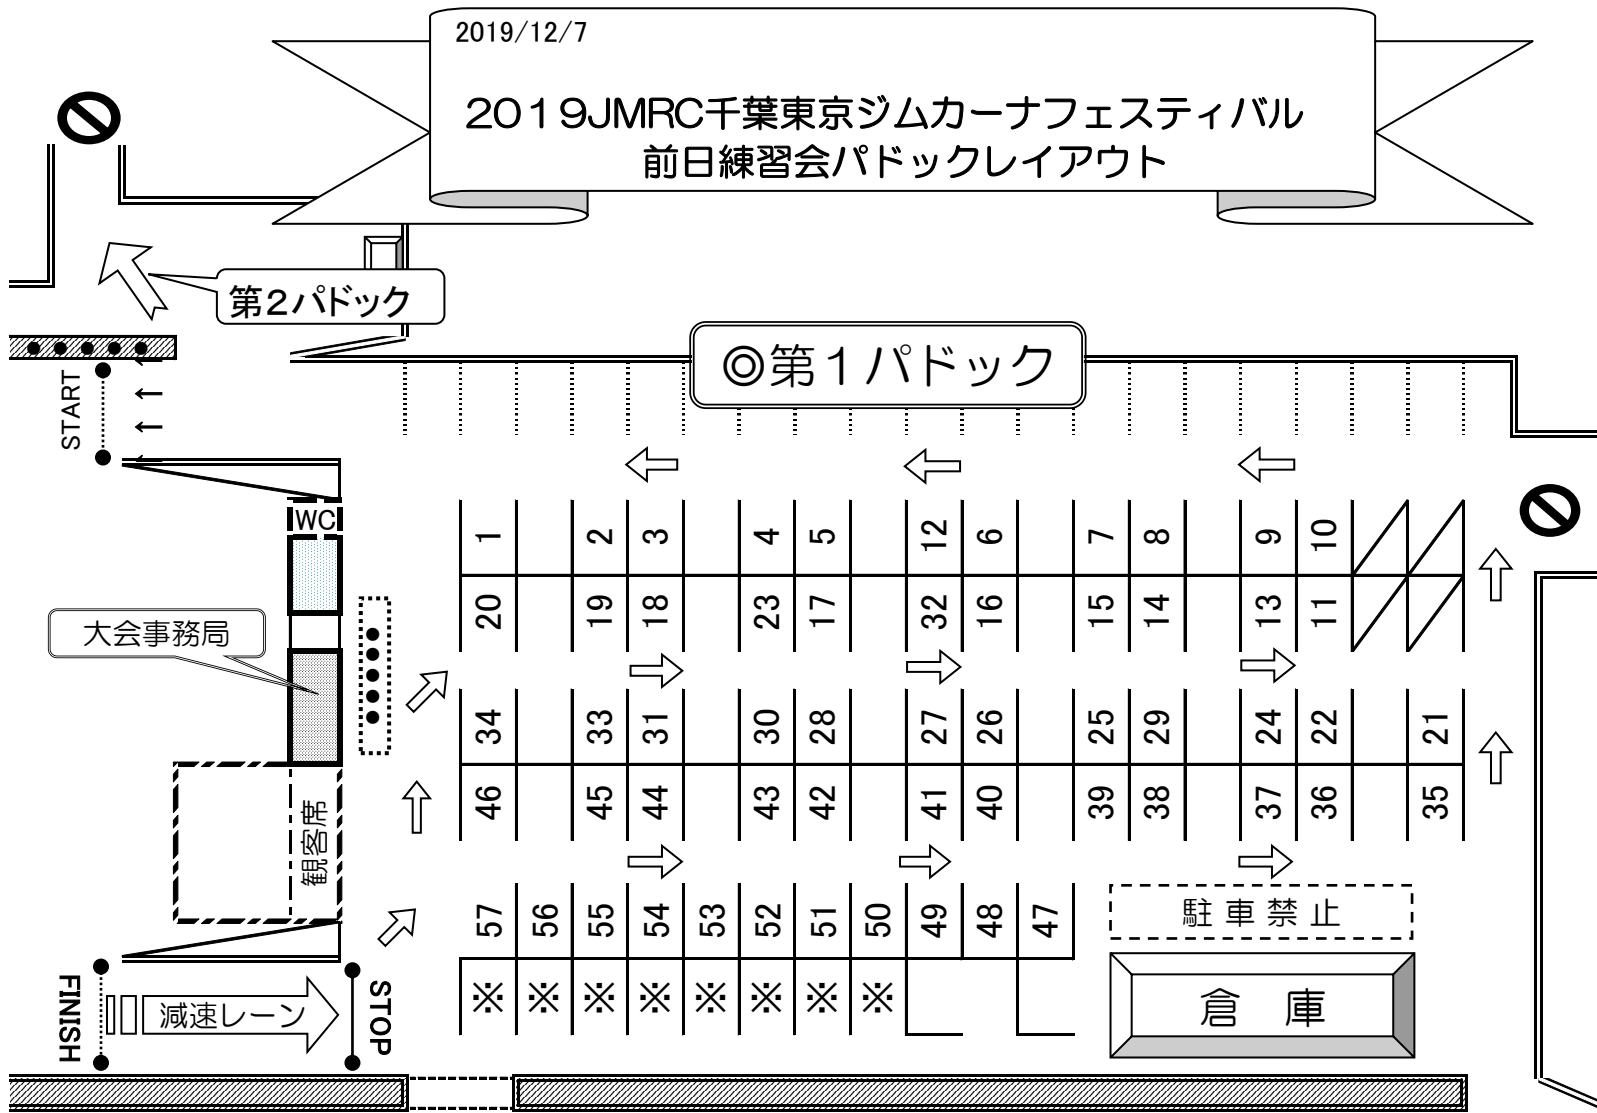 2019/12/7
2019JMRC千葉東京ジムカーナフェスティバル
前日練習会パドックレイアウト
第2パドック
◎第1パドック
START
WC
1 2 3 4 5 12 6 7 8 9 10
20 19 18 23 17 32 16 15 14 13 11
大会事務局
34 33 31 30 28 27 26 25 29 24 22 21
46 45 44 43 42 41 40 39 38 37 36 35
観客席
57 56 55 54 53 52 51 50 49 48 47
駐車禁止
※ ※ ※ ※ ※ ※ ※ ※
倉 庫
FINISH
減速レーン
STOP